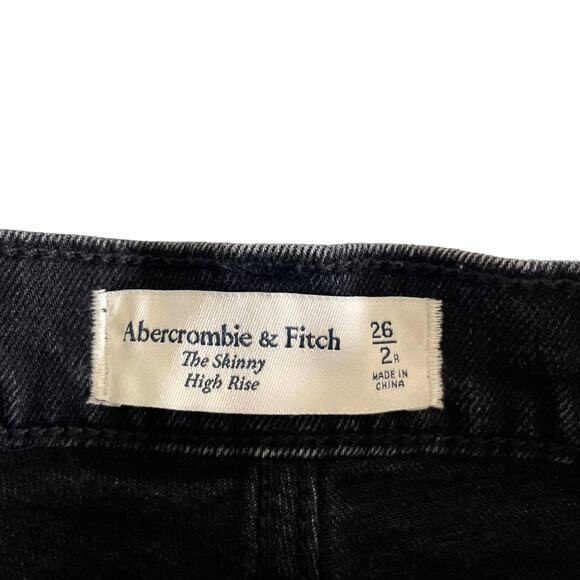 Abercrombie & Fitch
The Skinny
High Rise
26
2R
MADE IN
CHINA